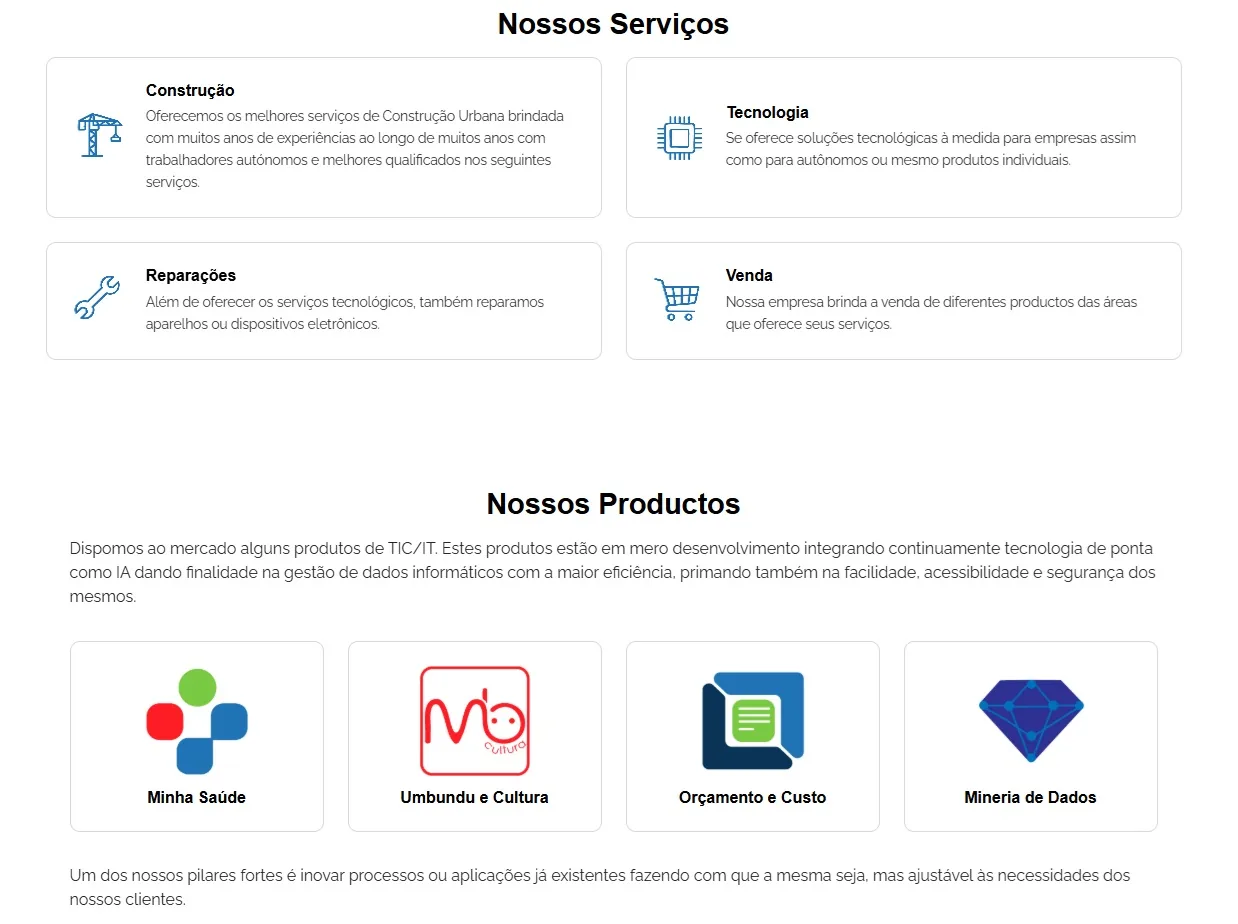 Nossos Serviços
Construção
Oferecemos os melhores serviços de Construção Urbana brindada
com muitos anos de experiências ao longo de muitos anos com
trabalhadores autónomos e melhores qualificados nos seguintes
serviços.
Tecnologia
Se oferece soluções tecnológicas à medida para empresas assim
como para autônomos ou mesmo produtos individuais.
Reparações
Além de oferecer os serviços tecnológicos, também reparamos
aparelhos ou dispositivos eletrônicos.
Venda
Nossa empresa brinda a venda de diferentes productos das áreas
que oferece seus serviços.
Nossos Productos
Dispomos ao mercado alguns produtos de TIC/IT. Estes produtos estão em mero desenvolvimento integrando continuamente tecnologia de ponta
como IA dando finalidade na gestão de dados informáticos com a maior eficiência, primando também na facilidade, acessibilidade e segurança dos
mesmos.
Minha Saúde
mb
cultura
Umbundu e Cultura
Orçamento e Custo
Mineria de Dados
Um dos nossos pilares fortes é inovar processos ou aplicações já existentes fazendo com que a mesma seja, mas ajustável às necessidades dos
nossos clientes.